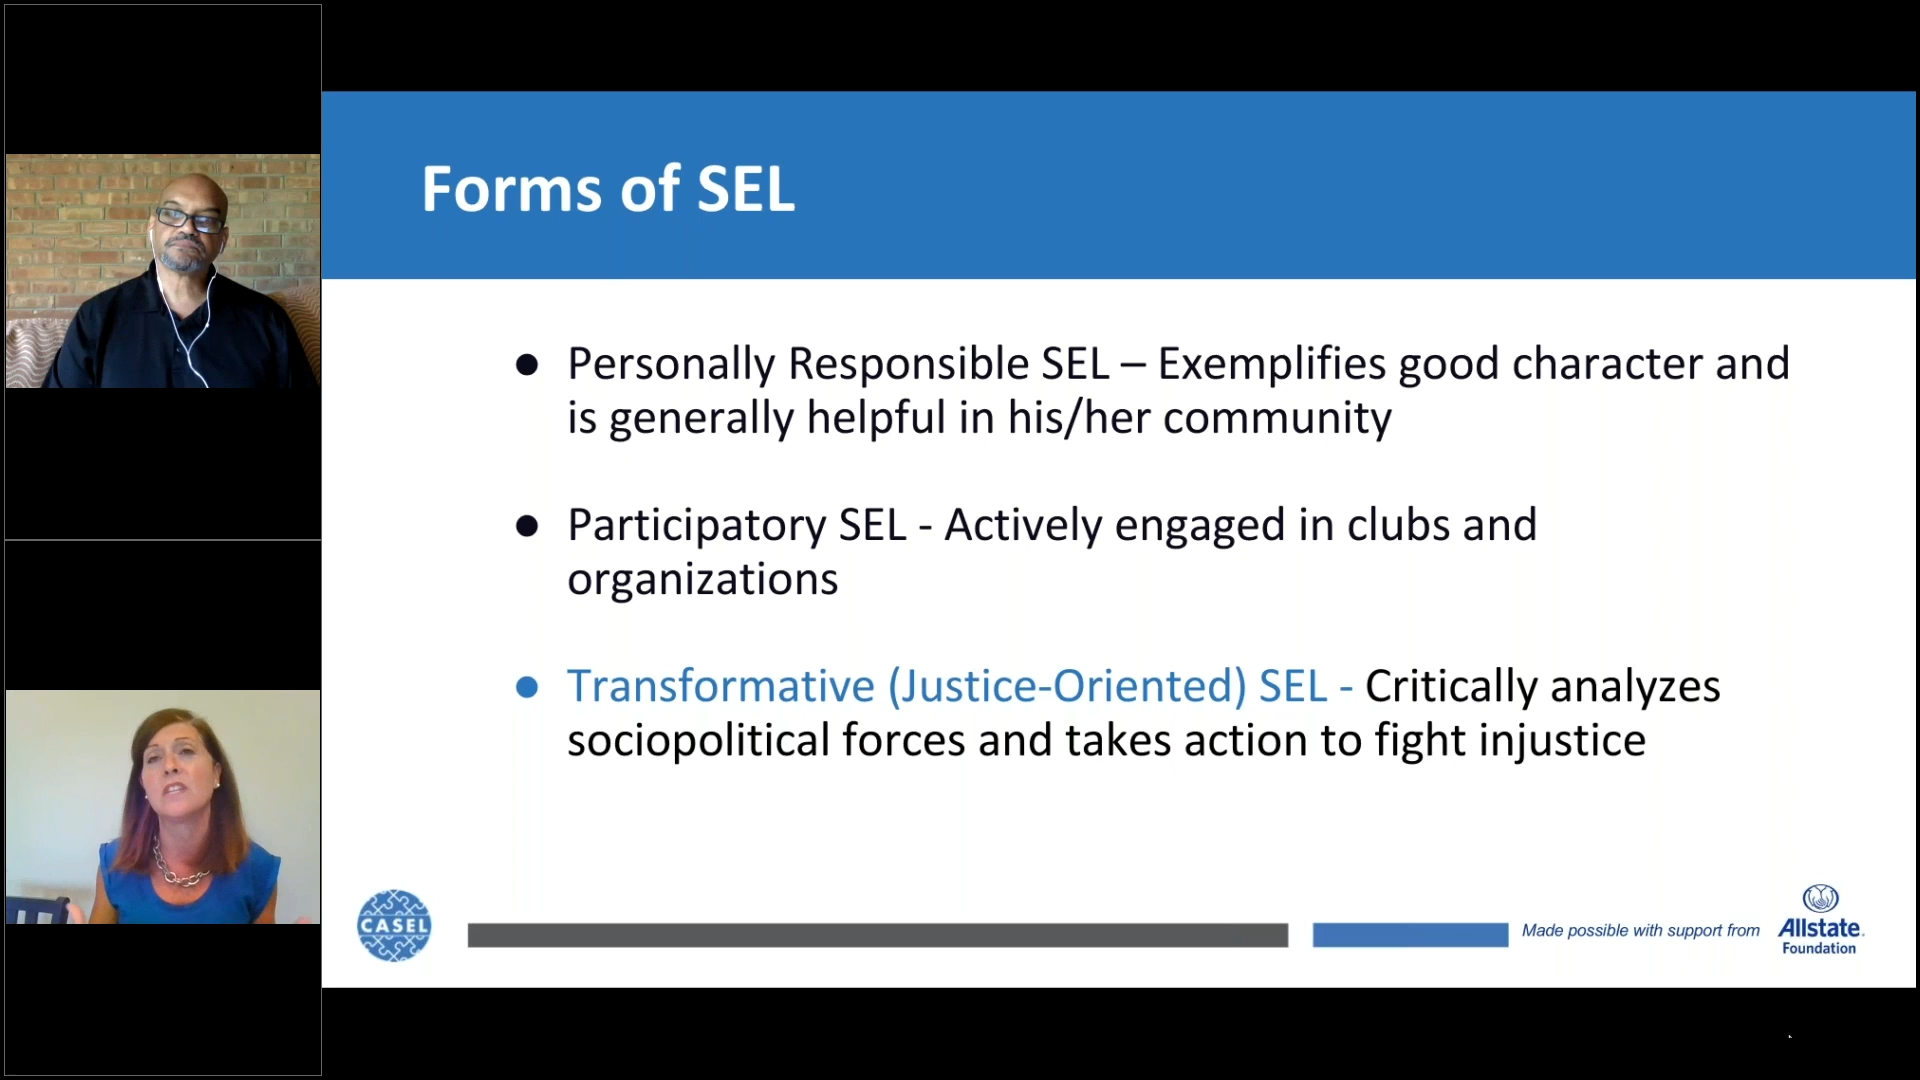 Forms of SEL
● Personally Responsible SEL – Exemplifies good character and
is generally helpful in his/her community
● Participatory SEL - Actively engaged in clubs and
organizations
● Transformative (Justice-Oriented) SEL - Critically analyzes
sociopolitical forces and takes action to fight injustice
CASEL
Made possible with support from
Allstate.
Foundation